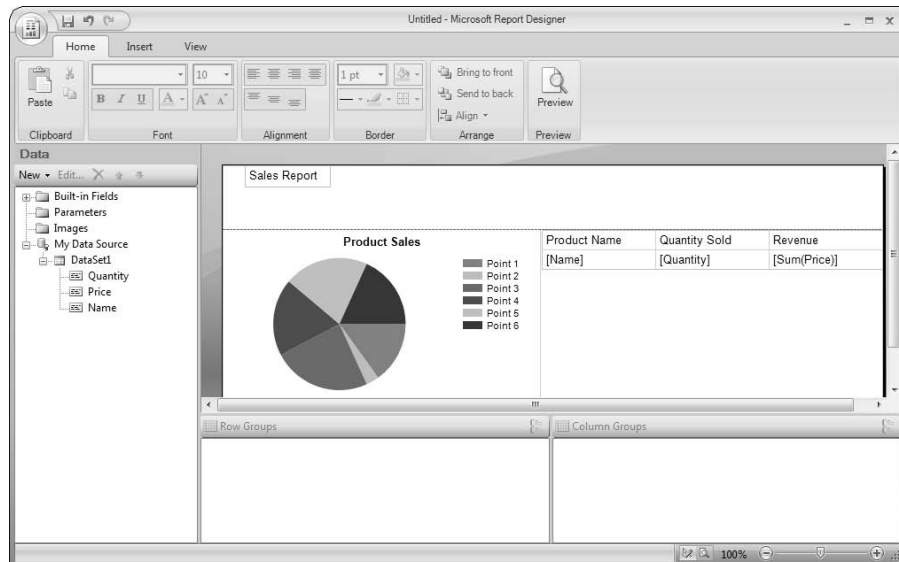 Untitled - Microsoft Report Designer
Home Insert View
10
1 pt
Bring to front
Send to back
Align
Paste
B I U A A A
Preview
Clipboard Font Alignment Border Arrange Preview
Data
New Edit...
Built-in Fields
Parameters
Images
My Data Source
DataSet1
Quantity
Price
Name
Sales Report
Product Sales
Point 1
Point 2
Point 3
Point 4
Point 5
Point 6
Product Name Quantity Sold Revenue
[Name] [Quantity] [Sum(Price)]
Row Groups Column Groups
100%